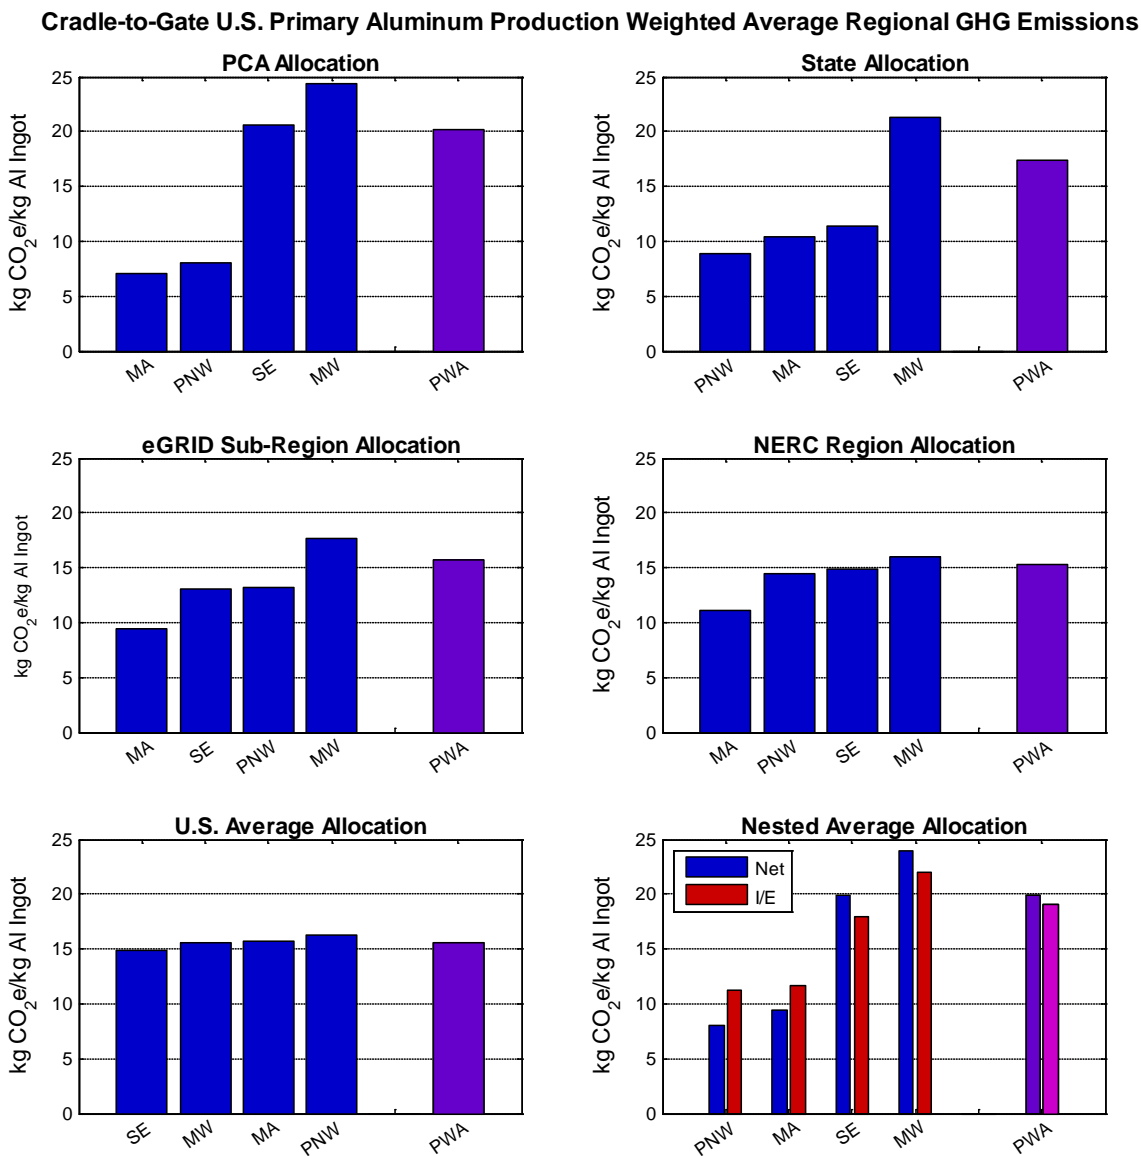 Cradle-to-Gate U.S. Primary Aluminum Production Weighted Average Regional GHG Emissions
PCA Allocation
kg CO2e/kg Al Ingot
25
20
15
10
5
0
MA PNW SE MW PWA
State Allocation
kg CO2e/kg Al Ingot
25
20
15
10
5
0
PNW MA SE MW PWA
eGRID Sub-Region Allocation
kg CO2e/kg Al Ingot
25
20
15
10
5
0
MA SE PNW MW PWA
NERC Region Allocation
kg CO2e/kg Al Ingot
25
20
15
10
5
0
MA PNW SE MW PWA
U.S. Average Allocation
kg CO2e/kg Al Ingot
25
20
15
10
5
0
SE MW MA PNW PWA
Nested Average Allocation
kg CO2e/kg Al Ingot
25
20
15
10
5
0
Net
I/E
PNW MA SE MW PWA